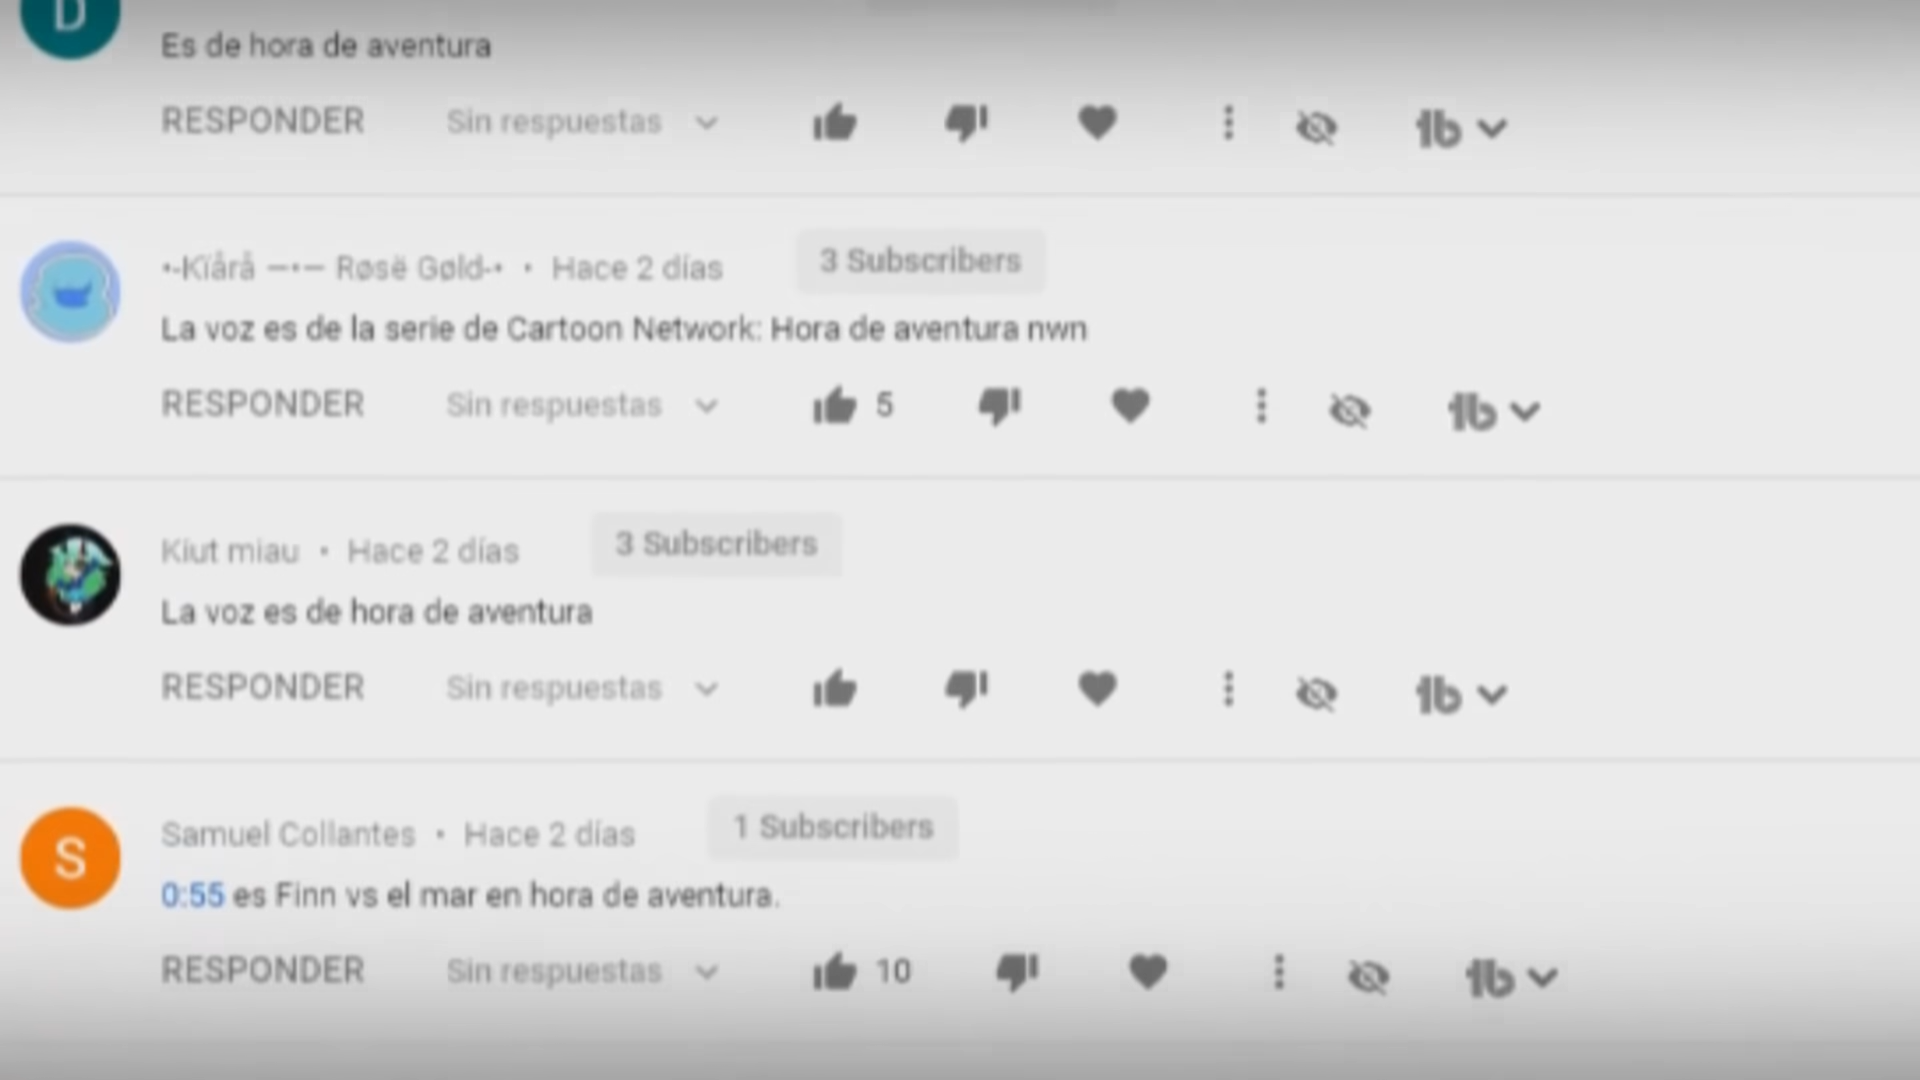 D
Es de hora de aventura
RESPONDER Sin respuestas
•-Kïårå —•— Røsë Gøld-• • Hace 2 días 3 Subscribers
La voz es de la serie de Cartoon Network: Hora de aventura nwn
RESPONDER Sin respuestas 5
Kiut miau • Hace 2 días 3 Subscribers
La voz es de hora de aventura
RESPONDER Sin respuestas
S
Samuel Collantes • Hace 2 días 1 Subscribers
0:55 es Finn vs el mar en hora de aventura.
RESPONDER Sin respuestas 10